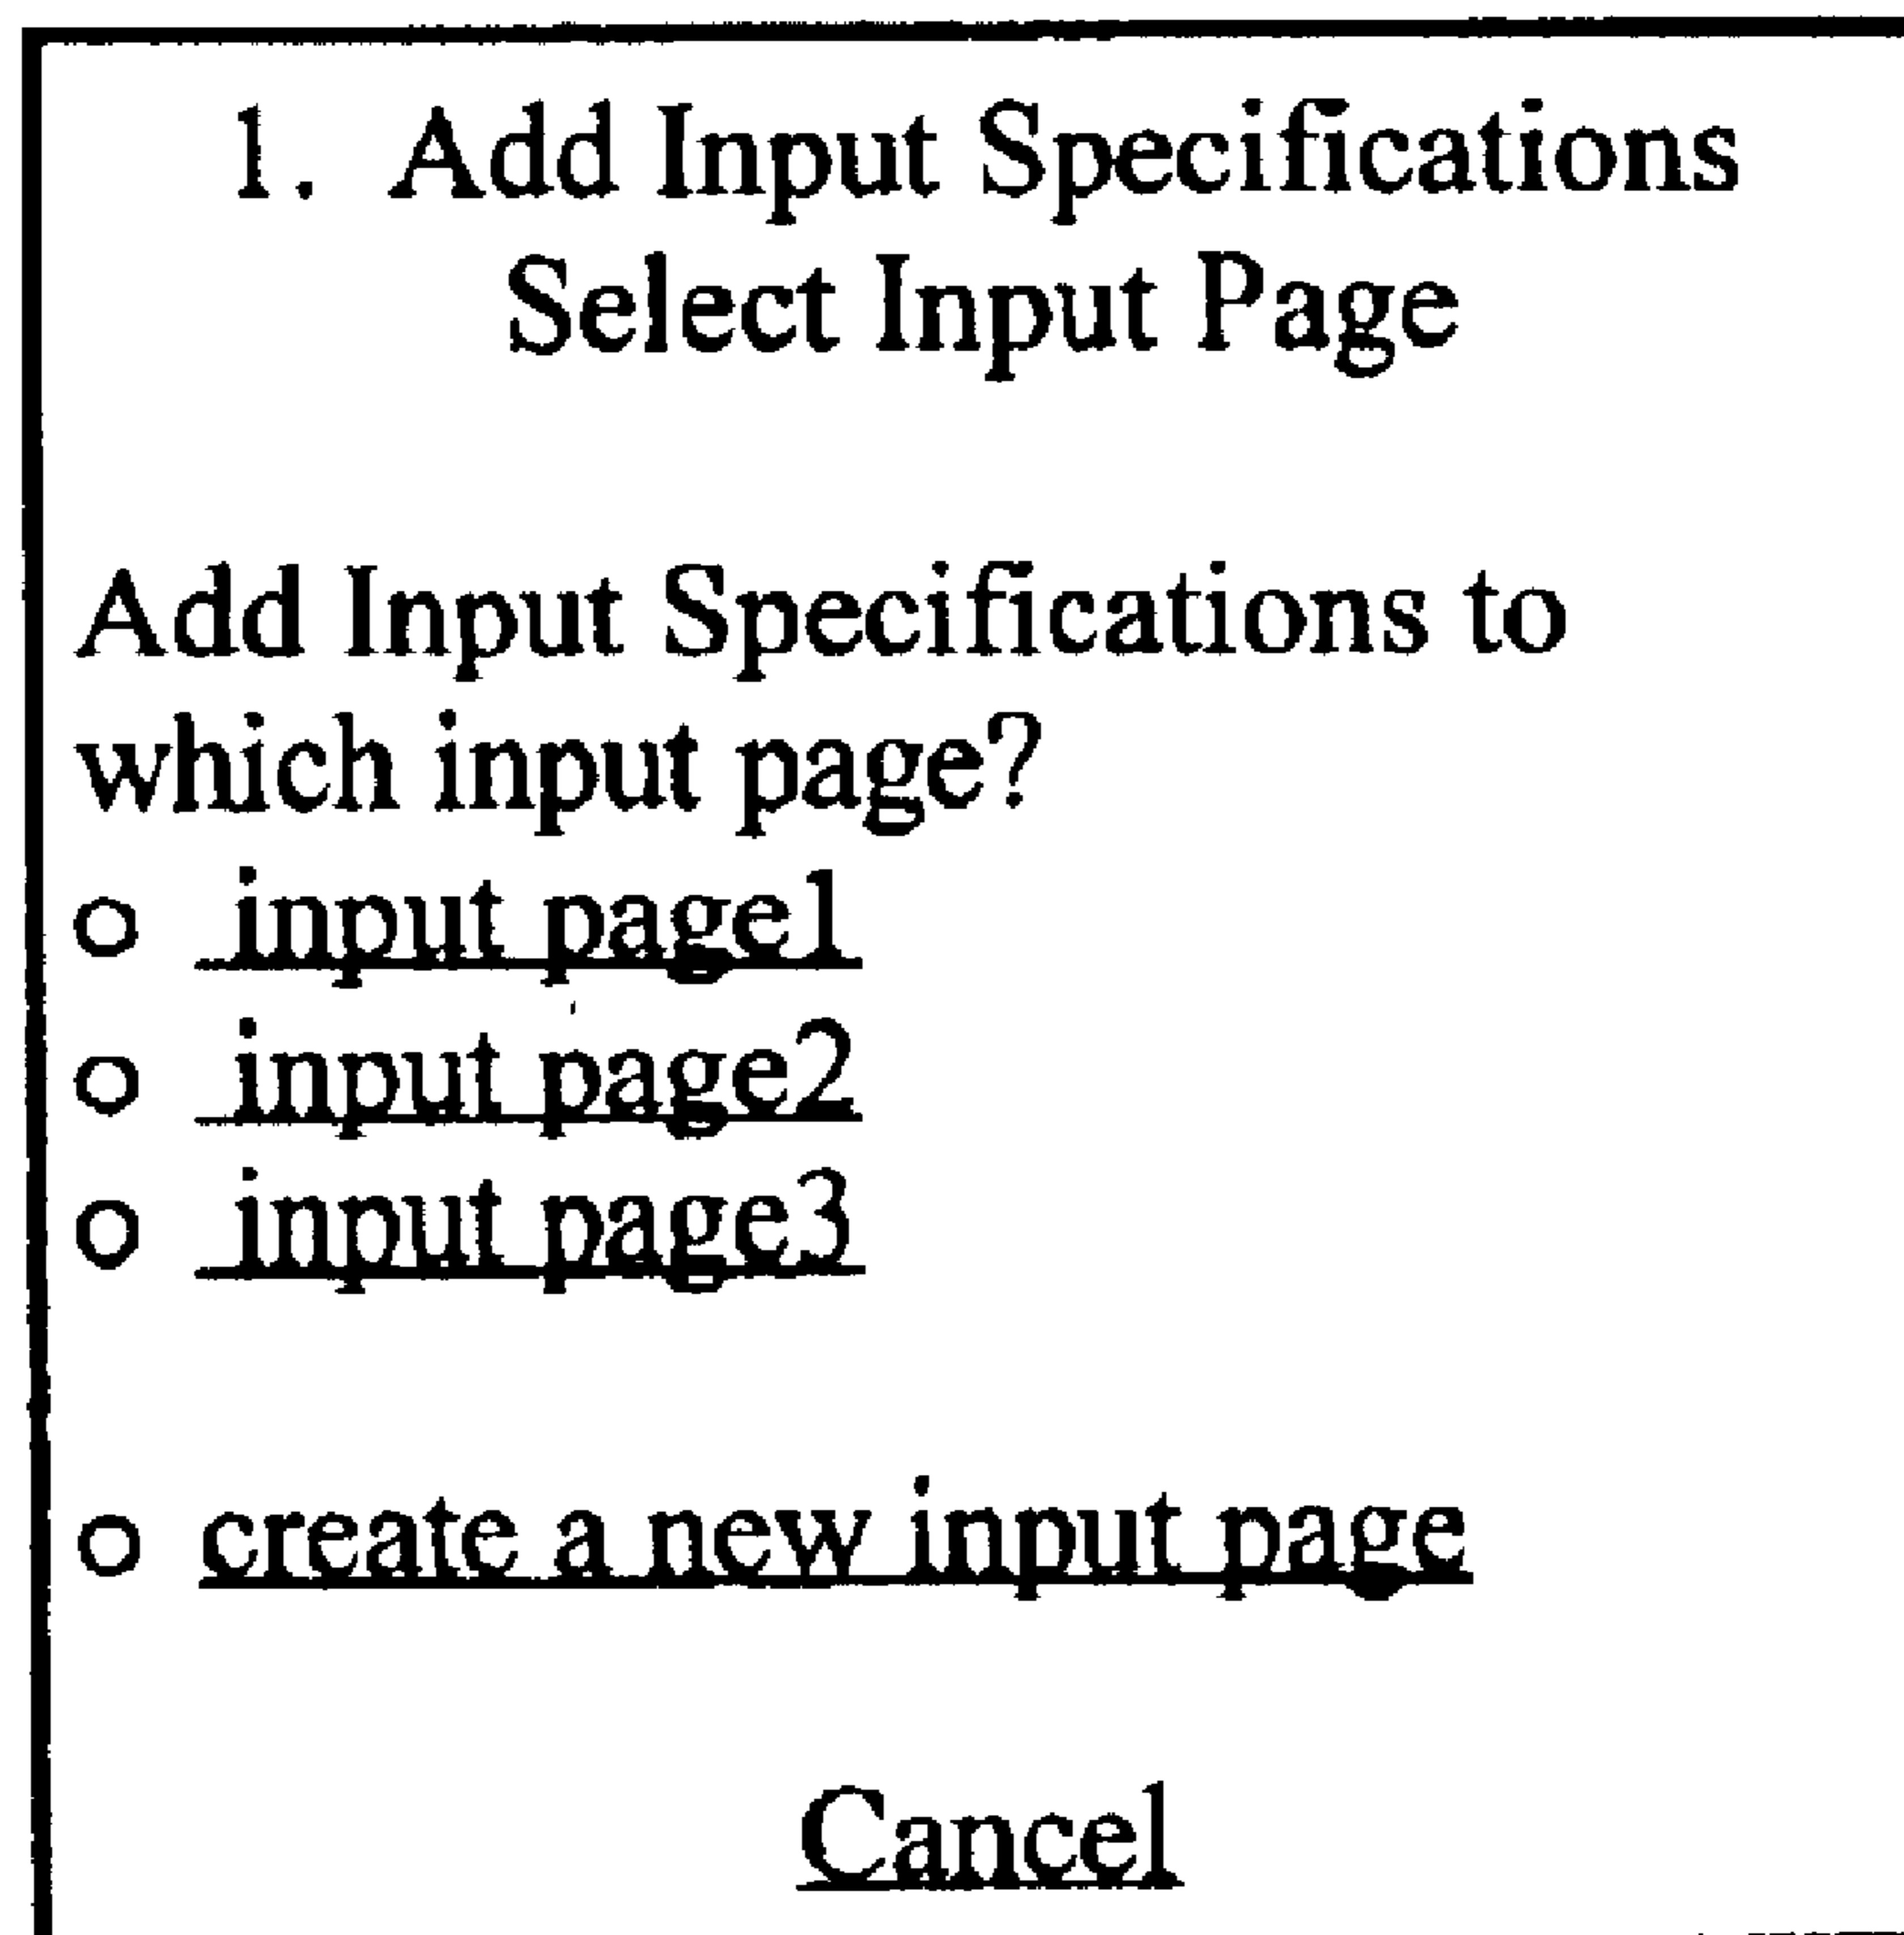 1. Add Input Specifications
Select Input Page
Add Input Specifications to
which input page?
o input page1
o input page2
o input page3
o create a new input page
Cancel